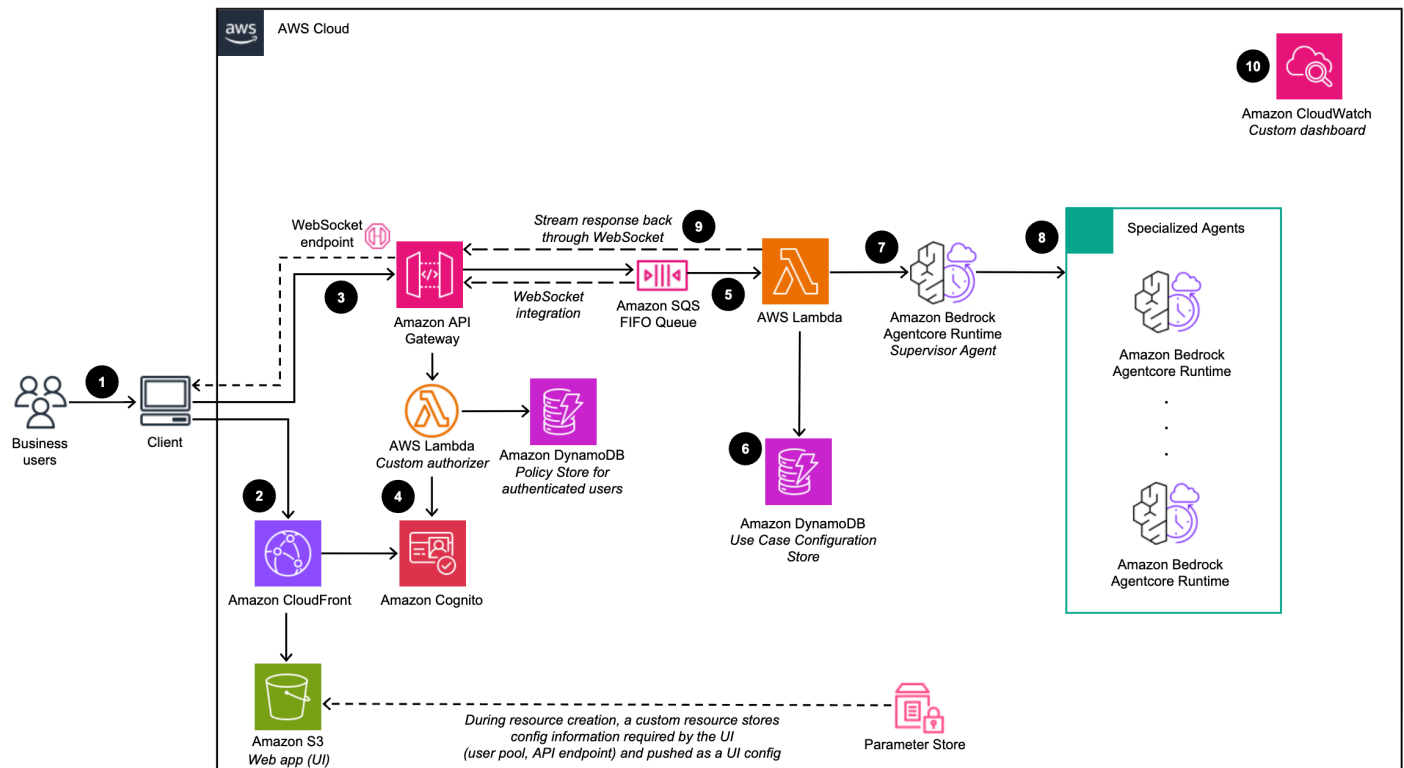 aws
AWS Cloud
10
Amazon CloudWatch
Custom dashboard
WebSocket
endpoint
Stream response back
through WebSocket
9
7
8
Specialized Agents
3
WebSocket
integration
Amazon SQS
FIFO Queue
5
AWS Lambda
Amazon API
Gateway
Amazon Bedrock
Agentcore Runtime
Supervisor Agent
Amazon Bedrock
Agentcore Runtime
.
.
.
1
Business
users
Client
AWS Lambda
Custom authorizer
Amazon DynamoDB
Policy Store for
authenticated users
6
2
4
Amazon DynamoDB
Use Case Configuration
Store
Amazon Bedrock
Agentcore Runtime
Amazon CloudFront
Amazon Cognito
During resource creation, a custom resource stores
config information required by the UI
(user pool, API endpoint) and pushed as a UI config
Parameter Store
Amazon S3
Web app (UI)